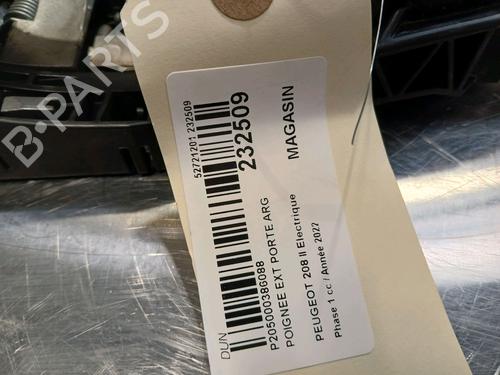 B-PARTS
52721201 232509
232509
MAGASIN
DUN
P205000386088
POIGNEE EXT PORTE ARG
PEUGEOT 208 II Electrique
Phase 1 cc / Année 2022